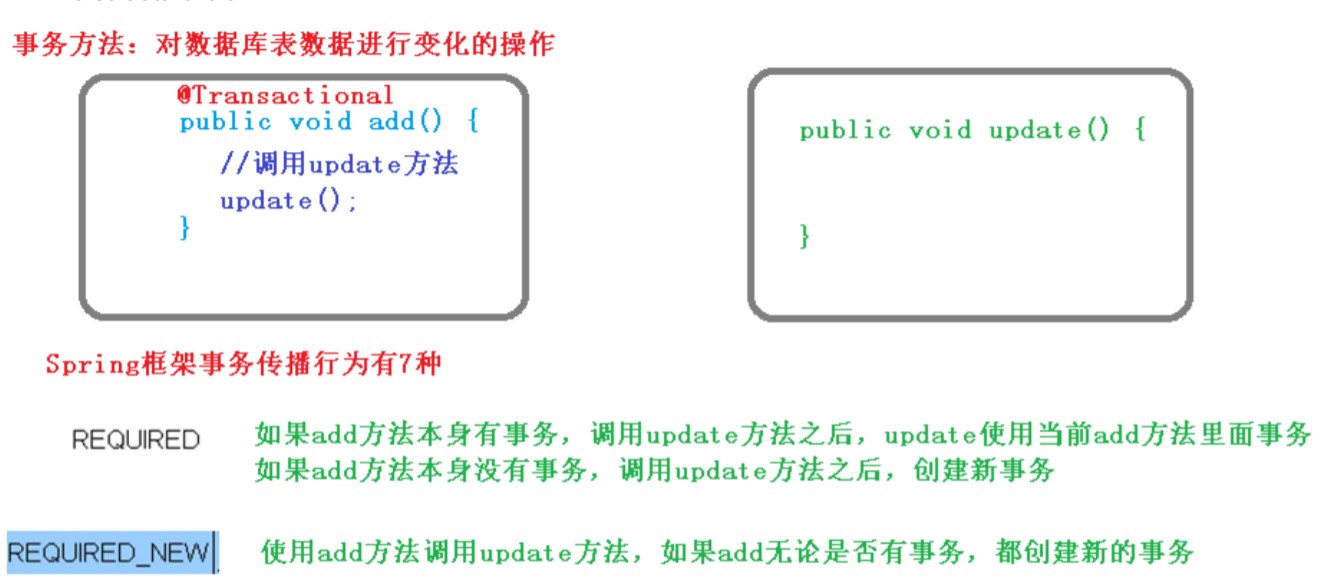 事务方法：对数据库表数据进行变化的操作
@Transactional
public void add() {
//调用update方法
update();
}
public void update() {
}
Spring框架事务传播行为有7种
REQUIRED
如果add方法本身有事务，调用update方法之后，update使用当前add方法里面事务
如果add方法本身没有事务，调用update方法之后，创建新事务
REQUIRED_NEW
使用add方法调用update方法，如果add无论是否有事务，都创建新的事务